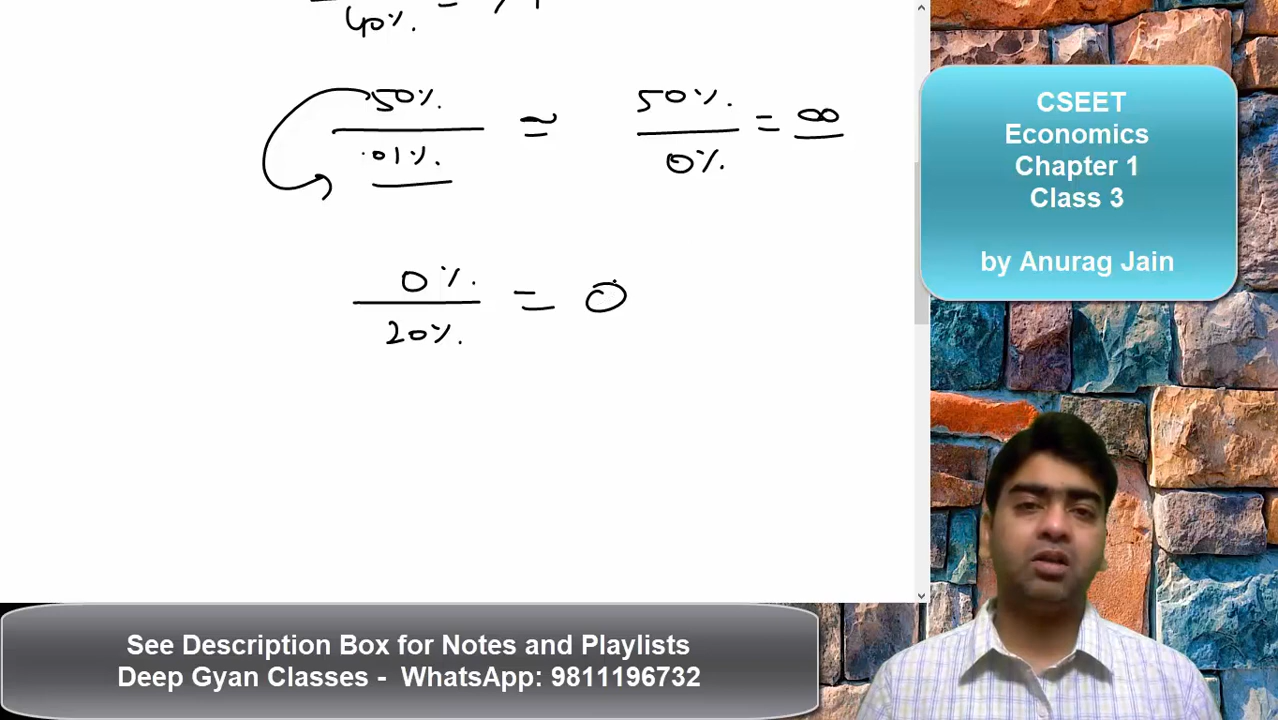 40%.
50%.
.01%.
≈
50%.
0%.
= ∞
0%.
20%.
= 0
CSEET
Economics
Chapter 1
Class 3
by Anurag Jain
See Description Box for Notes and Playlists
Deep Gyan Classes - WhatsApp: 9811196732